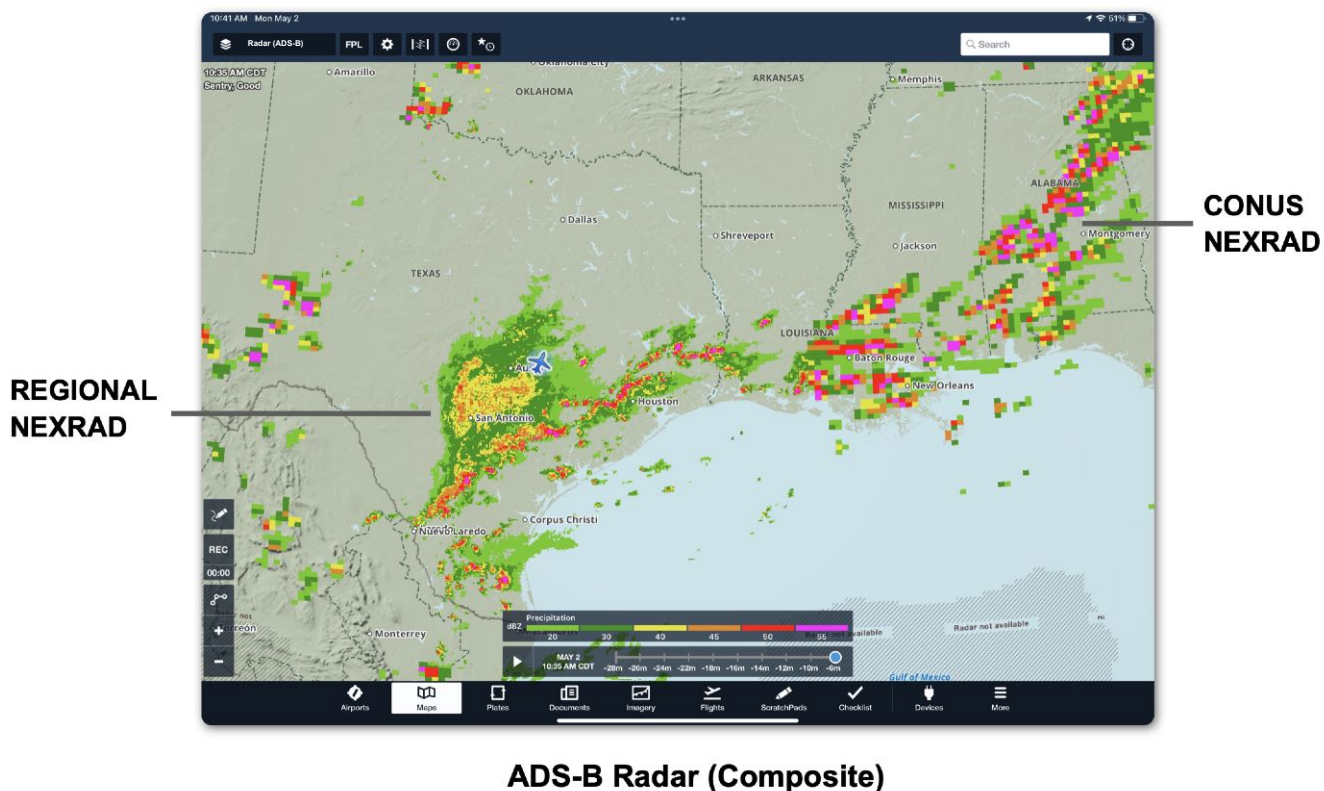 10:41 AM Mon May 2
51%
Radar (ADS-B)
FPL
Search
10:35 AM CDT
Sentry, Good
Amarillo
Oklahoma City
OKLAHOMA
ARKANSAS
Memphis
ALABAMA
CONUS
NEXRAD
MISSISSIPPI
Montgomery
Dallas
Shreveport
Jackson
TEXAS
LOUISIANA
Baton Rouge
New Orleans
Au
Houston
San Antonio
REGIONAL
NEXRAD
Corpus Christi
Nuevo Laredo
REC
00:00
Monterrey
Precipitation
dBZ
20 30 40 45 50 55
not available
Radar not available
MAY 2
10:35 AM CDT
-28m -26m -24m -22m -18m -16m -14m -12m -10m -6m
Gulf of Mexico
Airports
Maps
Plates
Documents
Imagery
Flights
ScratchPads
Checklist
Devices
More
ADS-B Radar (Composite)